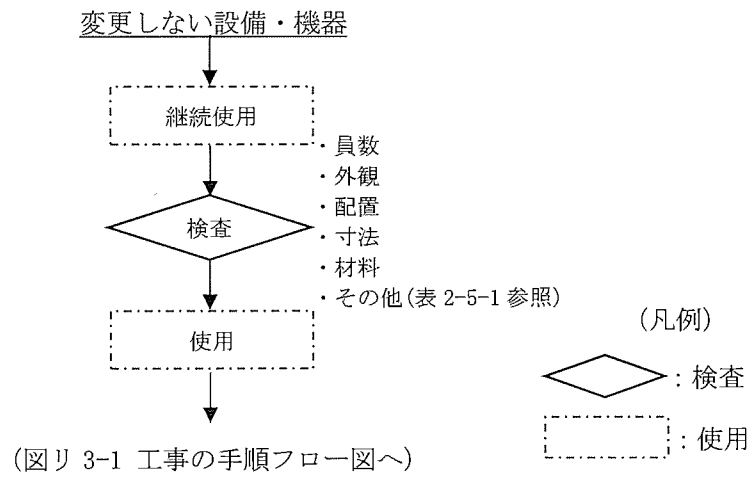 変更しない設備・機器
継続使用
・員数
・外観
・配置
検査
・寸法
・材料
・その他(表 2-5-1 参照)
使用
(凡例)
：検査
：使用
(図リ 3-1 工事の手順フロー図へ)